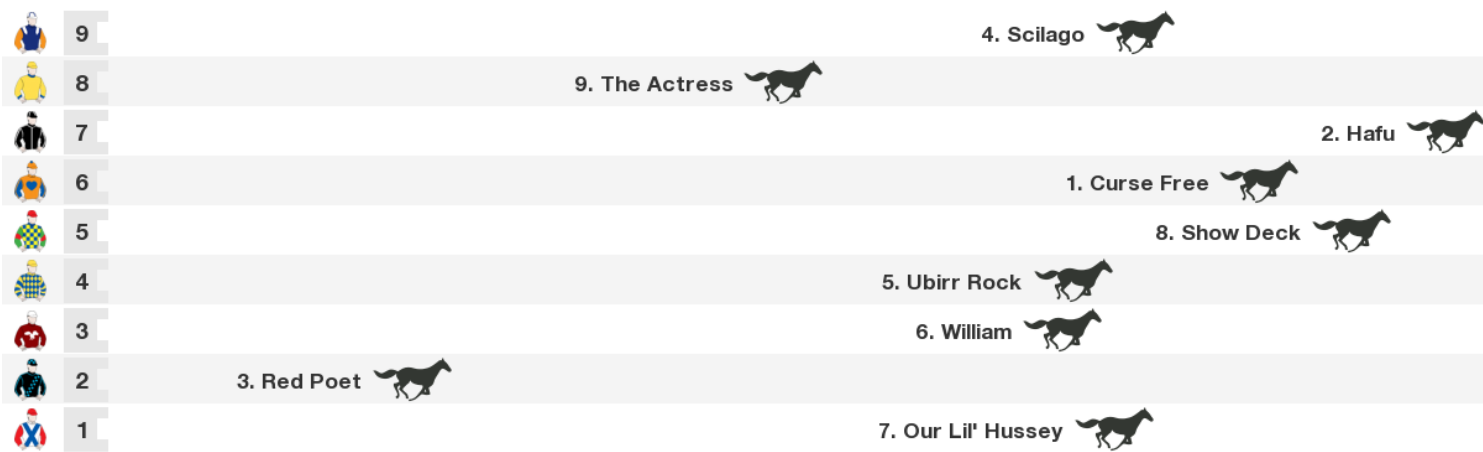 9 4. Scilago
8 9. The Actress
7 2. Hafu
6 1. Curse Free
5 8. Show Deck
4 5. Ubirr Rock
3 6. William
2 3. Red Poet
1 7. Our Lil' Hussey